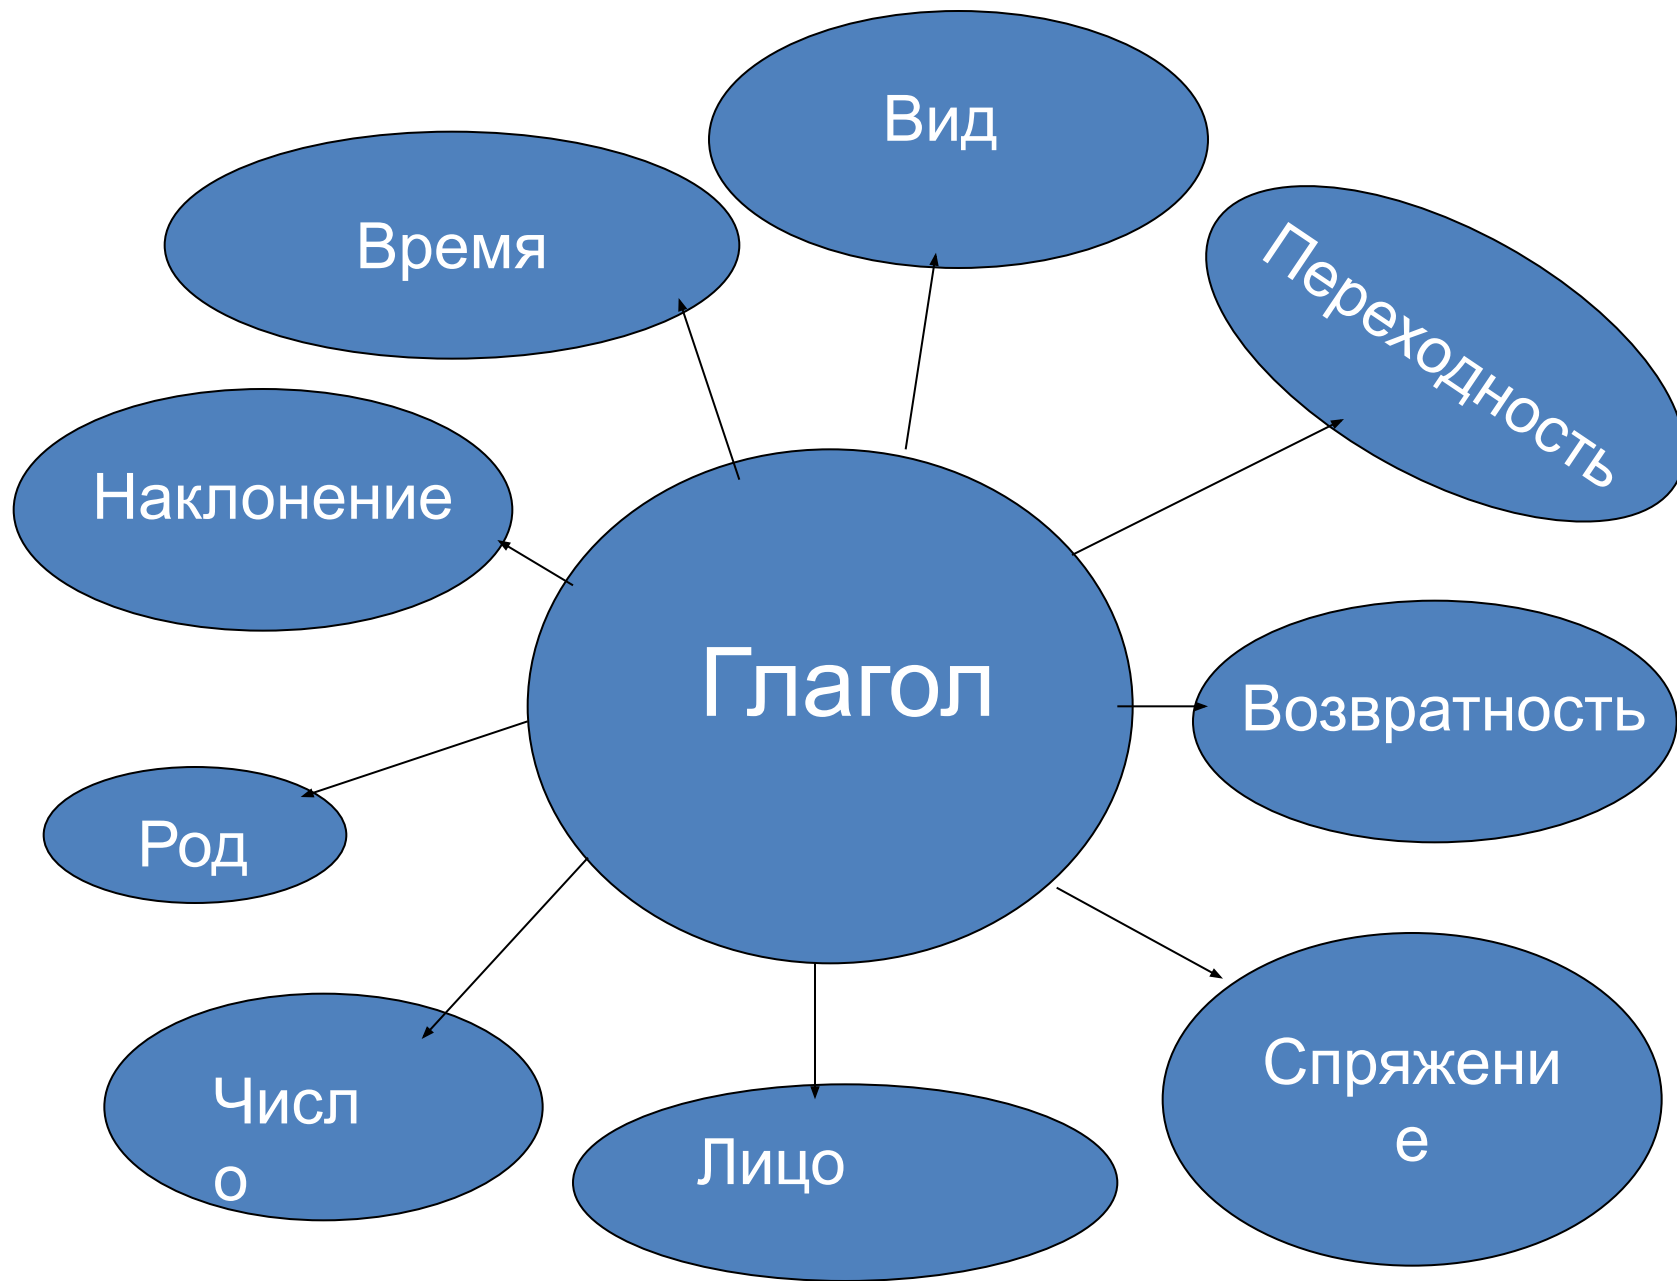 Вид
Время
Переходность
Наклонение
Глагол
Возвратность
Род
Спряжени
е
Числ
о
Лицо